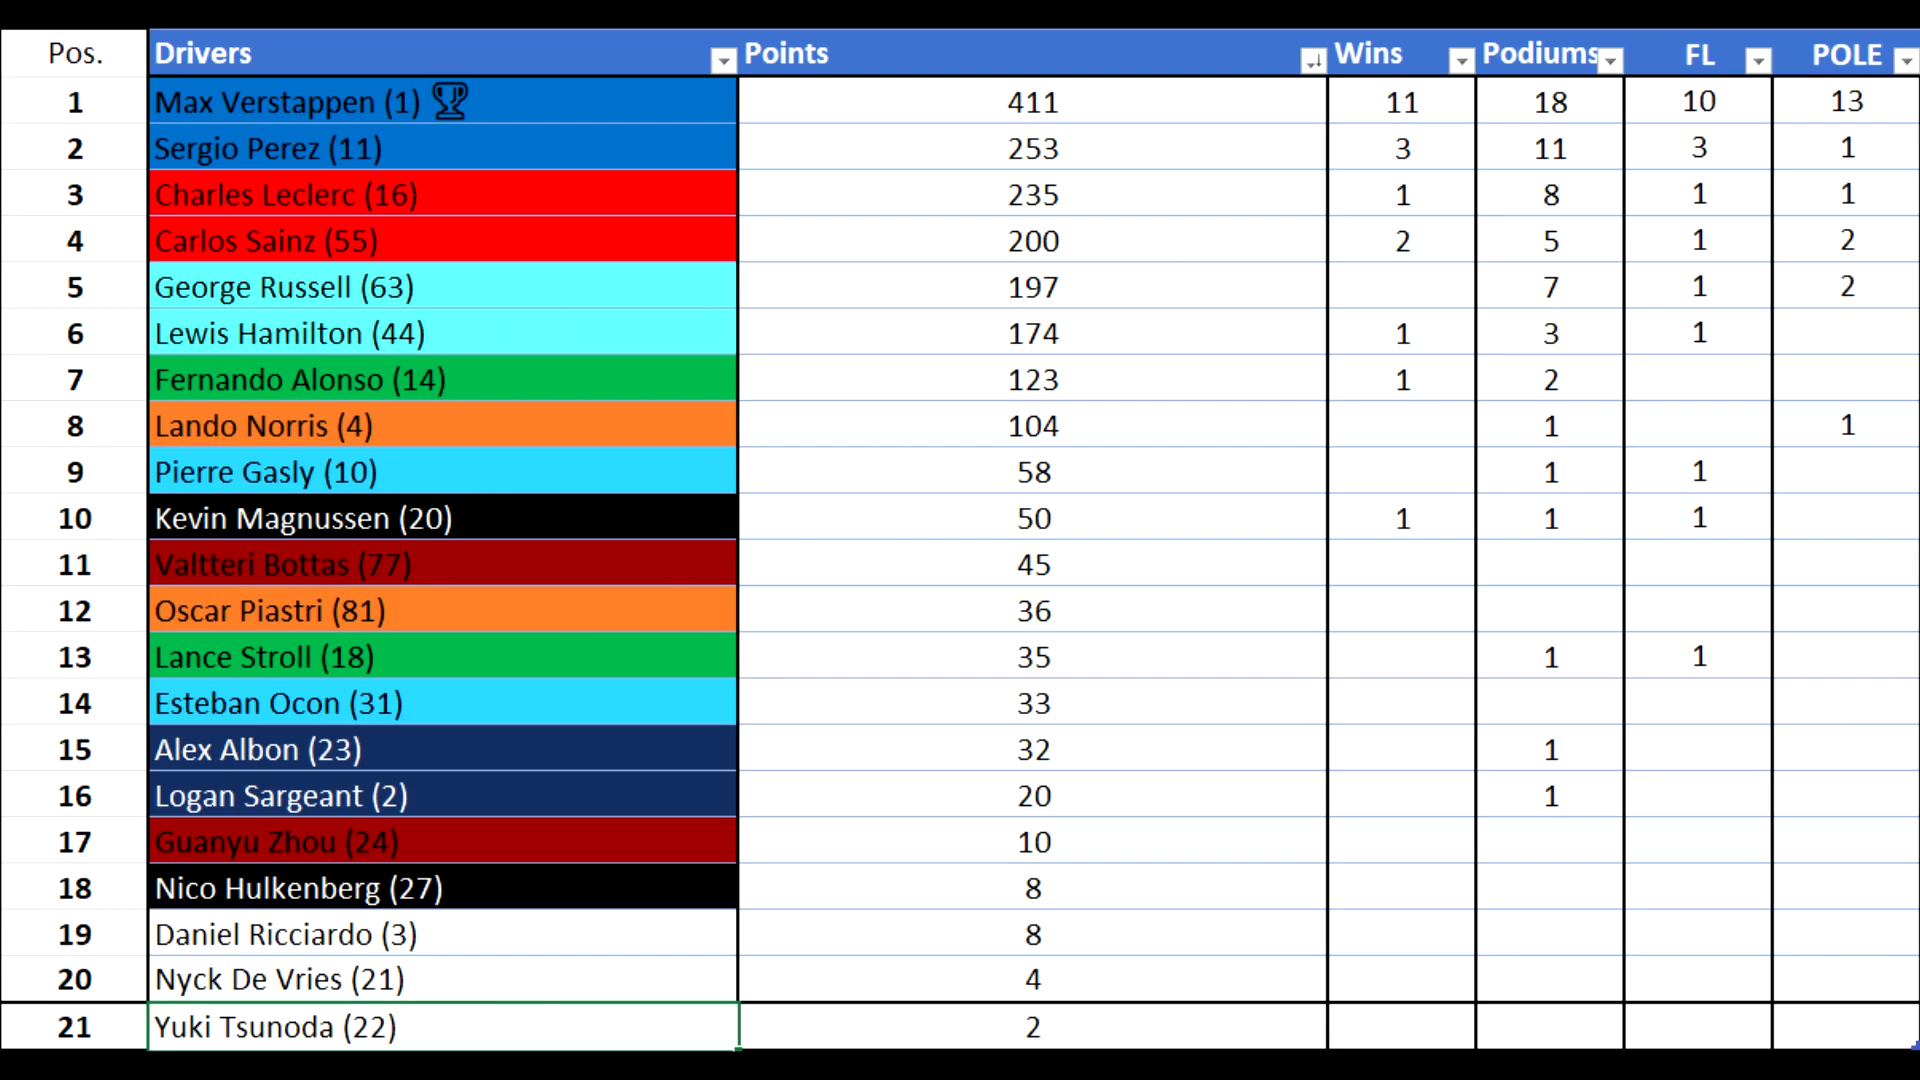 Pos. Drivers Points Wins Podiums FL POLE
1 Max Verstappen (1) 411 11 18 10 13
2 Sergio Perez (11) 253 3 11 3 1
3 Charles Leclerc (16) 235 1 8 1 1
4 Carlos Sainz (55) 200 2 5 1 2
5 George Russell (63) 197 7 1 2
6 Lewis Hamilton (44) 174 1 3 1
7 Fernando Alonso (14) 123 1 2
8 Lando Norris (4) 104 1 1
9 Pierre Gasly (10) 58 1 1
10 Kevin Magnussen (20) 50 1 1 1
11 Valtteri Bottas (77) 45
12 Oscar Piastri (81) 36
13 Lance Stroll (18) 35 1 1
14 Esteban Ocon (31) 33
15 Alex Albon (23) 32 1
16 Logan Sargeant (2) 20 1
17 Guanyu Zhou (24) 10
18 Nico Hulkenberg (27) 8
19 Daniel Ricciardo (3) 8
20 Nyck De Vries (21) 4
21 Yuki Tsunoda (22) 2